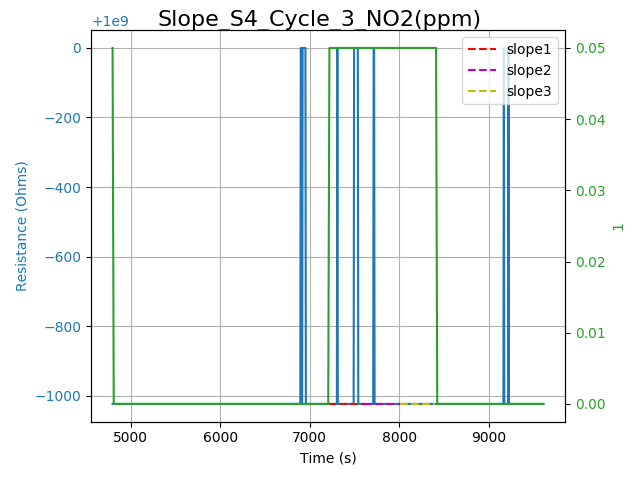 Slope_S4_Cycle_3_NO2(ppm)
+1e9
0
−200
−400
−600
−800
−1000
Resistance (Ohms)
slope1
slope2
slope3
0.05
0.04
0.03
0.02
0.01
0.00
1
5000 6000 7000 8000 9000
Time (s)